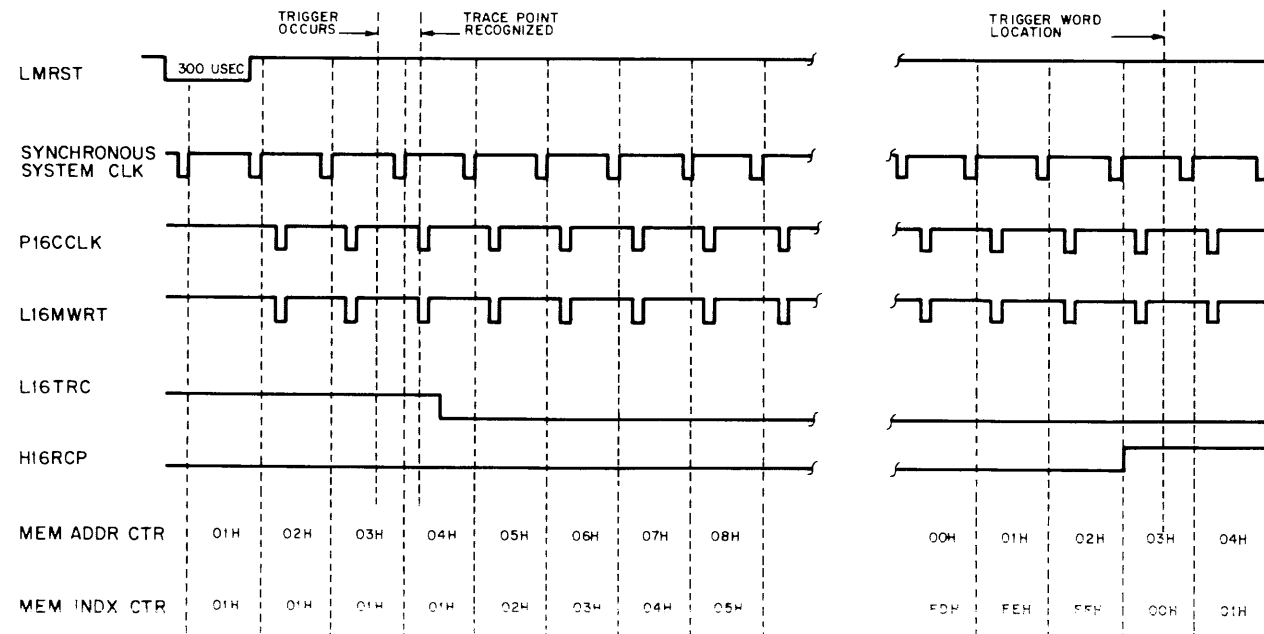 TRIGGER OCCURS
TRACE POINT RECOGNIZED
TRIGGER WORD LOCATION
LMRST
300 USEC
SYNCHRONOUS SYSTEM CLK
P16CCLK
L16MWRT
L16TRC
H16RCP
MEM ADDR CTR 01H 02H 03H 04H 05H 06H 07H 08H 00H 01H 02H 03H 04H
MEM INDX CTR 01H 01H 01H 01H 02H 03H 04H 05H FDH FEH FFH 00H 01H